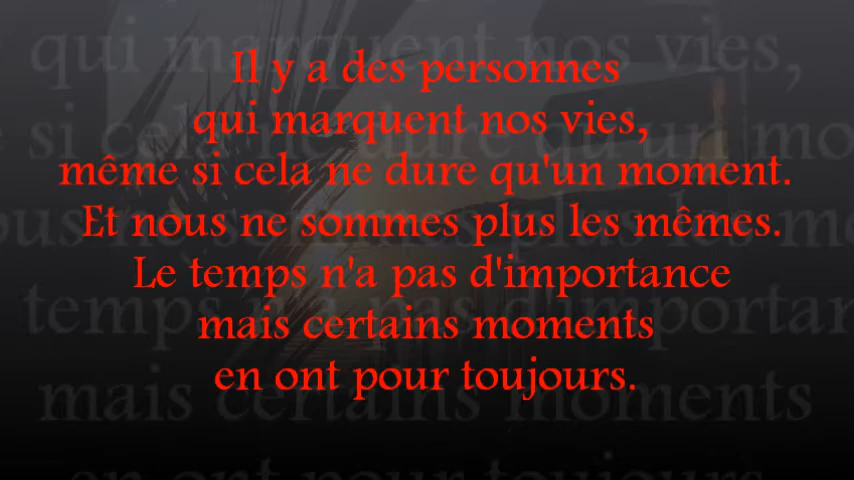 Il y a des personnes
qui marquent nos vies,
même si cela ne dure qu'un moment.
Et nous ne sommes plus les mêmes.
Le temps n'a pas d'importance
mais certains moments
en ont pour toujours.